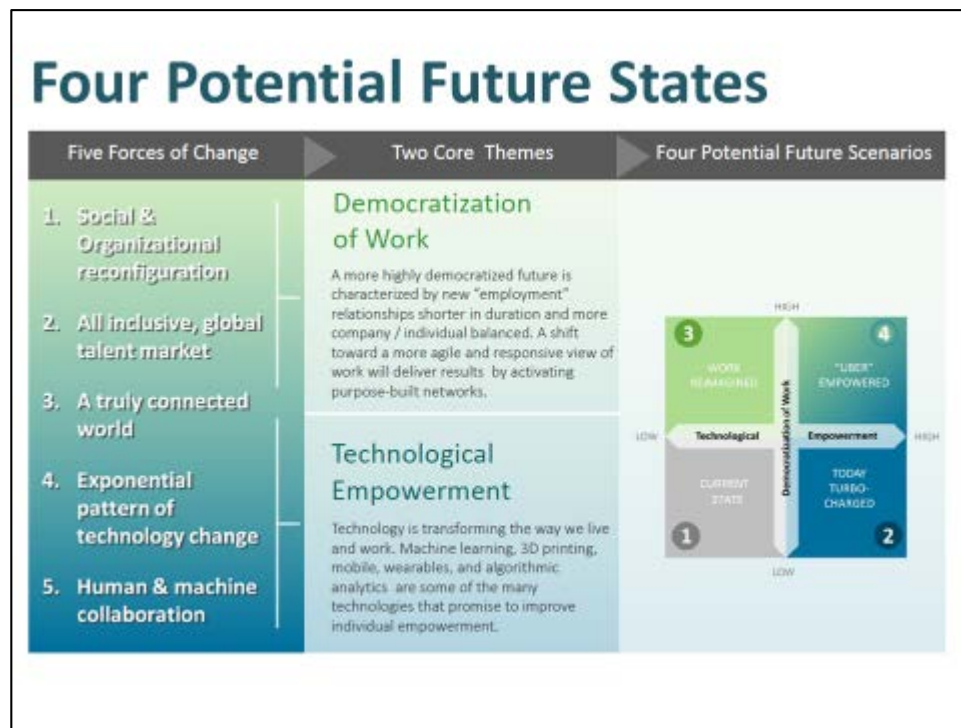 Four Potential Future States
Five Forces of Change
Two Core Themes
Four Potential Future Scenarios
1. Social &
Organizational
reconfiguration
2. All inclusive, global
talent market
3. A truly connected
world
4. Exponential
pattern of
technology change
5. Human & machine
collaboration
Democratization
of Work
A more highly democratized future is
characterized by new "employment"
relationships shorter in duration and more
company / individual balanced. A shift
toward a more agile and responsive view of
work will deliver results by activating
purpose-built networks.
Technological
Empowerment
Technology is transforming the way we live
and work. Machine learning, 3D printing,
mobile, wearables, and algorithmic
analytics are some of the many
technologies that promise to improve
individual empowerment.
HIGH
3
WORK
REIMAGINED
4
"UBER"
EMPOWERED
LOW
Technological
Empowerment
HIGH
Democratization of Work
CURRENT
STATE
1
TODAY
TURBO-
CHARGED
2
LOW